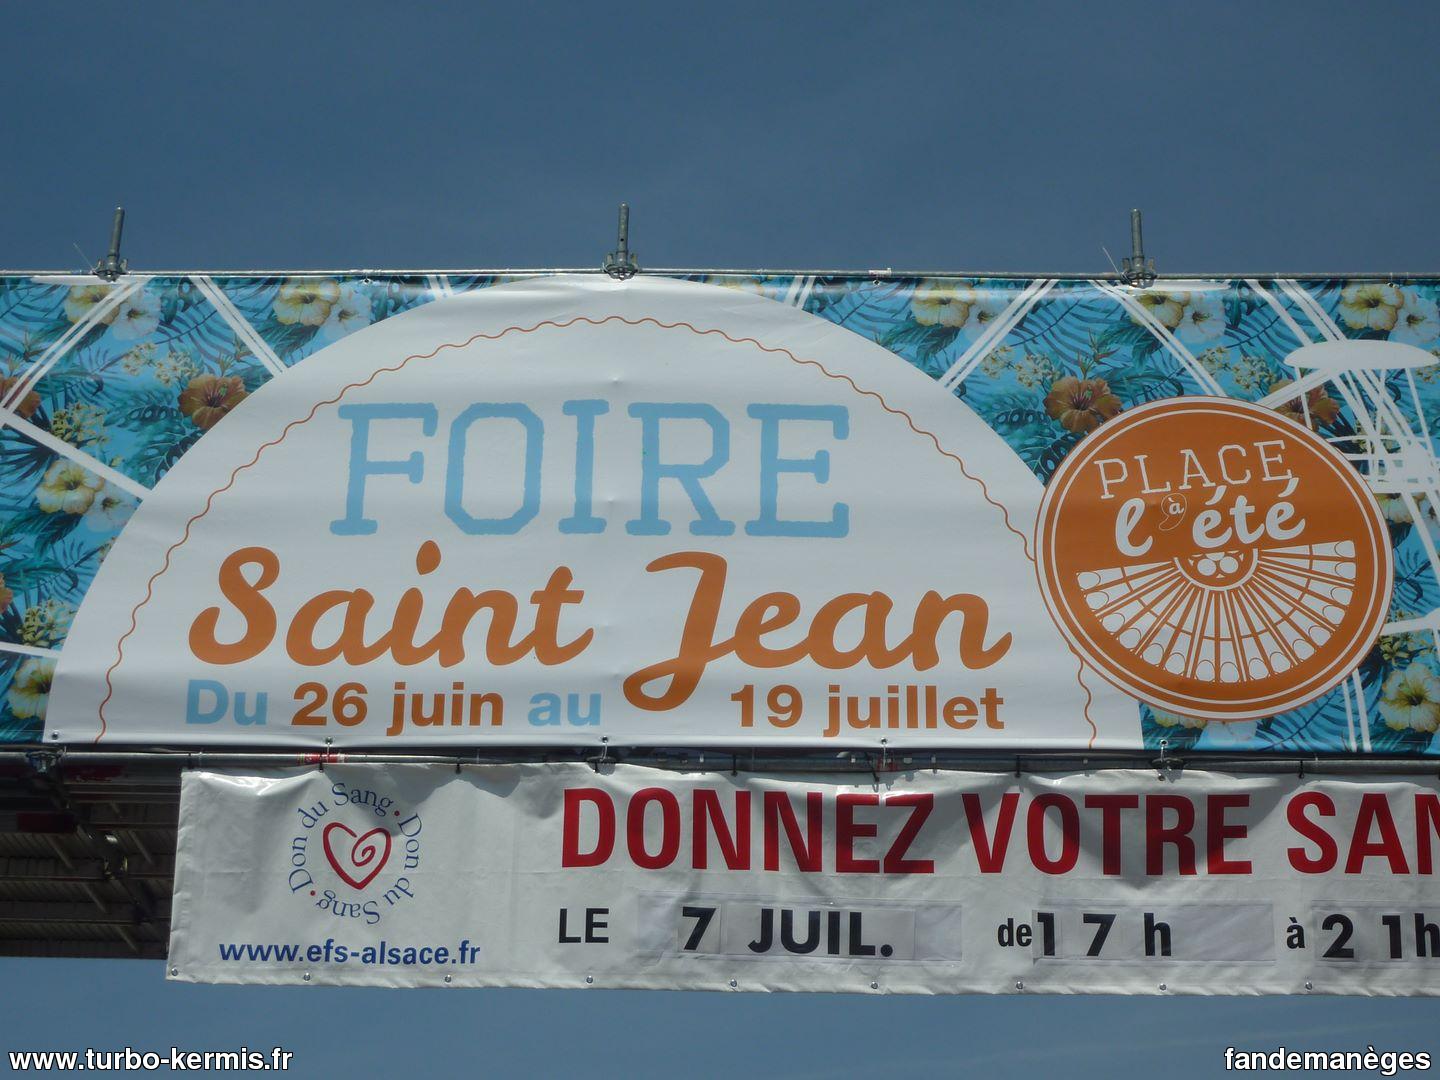 FOIRE
Saint Jean
Du 26 juin au 19 juillet
PLACE
à
l'été
Don du Sang · Don du Sang ·
www.efs-alsace.fr
DONNEZ VOTRE SAN
LE 7 JUIL. de 17 h à 21h
www.turbo-kermis.fr
fandemanèges